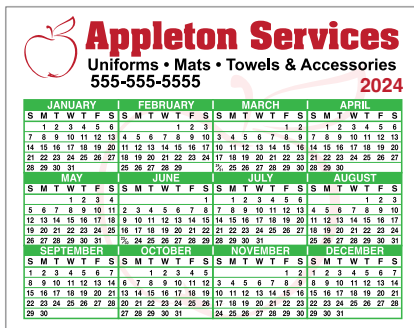 Appleton Services
Uniforms • Mats • Towels & Accessories
555-555-5555
2024
JANUARY FEBRUARY MARCH APRIL
S M T W T F S S M T W T F S S M T W T F S S M T W T F S
1 2 3 4 5 6 1 2 3 1 2 1 2 3 4 5 6
7 8 9 10 11 12 13 4 5 6 7 8 9 10 3 4 5 6 7 8 9 7 8 9 10 11 12 13
14 15 16 17 18 19 20 11 12 13 14 15 16 17 10 11 12 13 14 15 16 14 15 16 17 18 19 20
21 22 23 24 25 26 27 18 19 20 21 22 23 24 17 18 19 20 21 22 23 21 22 23 24 25 26 27
28 29 30 31 25 26 27 28 29 24/31 25 26 27 28 29 30 28 29 30
MAY JUNE JULY AUGUST
S M T W T F S S M T W T F S S M T W T F S S M T W T F S
1 2 3 4 1 1 2 3 4 5 6 1 2 3
5 6 7 8 9 10 11 2 3 4 5 6 7 8 7 8 9 10 11 12 13 4 5 6 7 8 9 10
12 13 14 15 16 17 18 9 10 11 12 13 14 15 14 15 16 17 18 19 20 11 12 13 14 15 16 17
19 20 21 22 23 24 25 16 17 18 19 20 21 22 21 22 23 24 25 26 27 18 19 20 21 22 23 24
26 27 28 29 30 31 23/30 24 25 26 27 28 29 28 29 30 31 25 26 27 28 29 30 31
SEPTEMBER OCTOBER NOVEMBER DECEMBER
S M T W T F S S M T W T F S S M T W T F S S M T W T F S
1 2 3 4 5 6 7 1 2 3 4 5 1 2 1 2 3 4 5 6 7
8 9 10 11 12 13 14 6 7 8 9 10 11 12 3 4 5 6 7 8 9 8 9 10 11 12 13 14
15 16 17 18 19 20 21 13 14 15 16 17 18 19 10 11 12 13 14 15 16 15 16 17 18 19 20 21
22 23 24 25 26 27 28 20 21 22 23 24 25 26 17 18 19 20 21 22 23 22 23 24 25 26 27 28
29 30 27 28 29 30 31 24 25 26 27 28 29 30 29 30 31